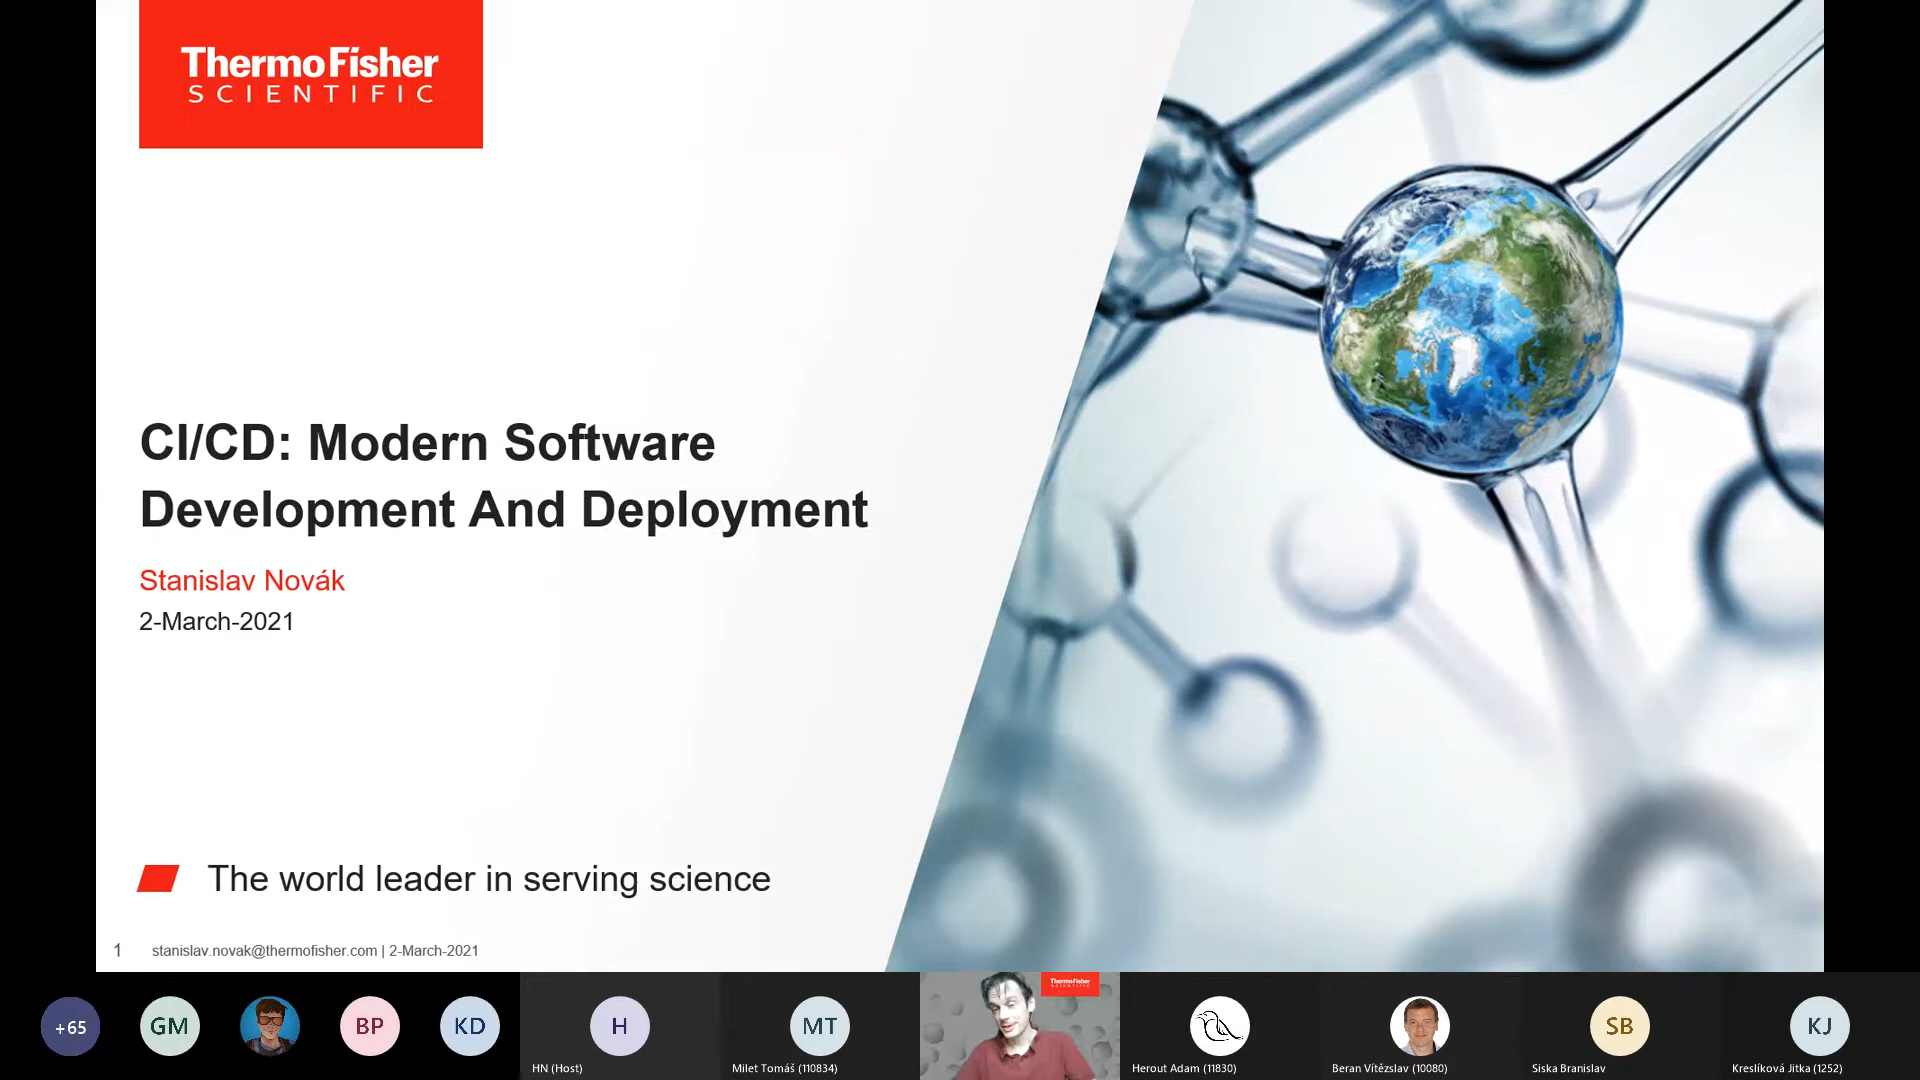 ThermoFisher
SCIENTIFIC
CI/CD: Modern Software
Development And Deployment
Stanislav Novák
2-March-2021
The world leader in serving science
1 stanislav.novak@thermofisher.com | 2-March-2021
+65
GM
BP
KD
H
HN (Host)
MT
Milet Tomáš (110834)
ThermoFisher
SCIENTIFIC
Herout Adam (11830)
Beran Vítězslav (10080)
SB
Siska Branislav
KJ
Kreslíková Jitka (1252)